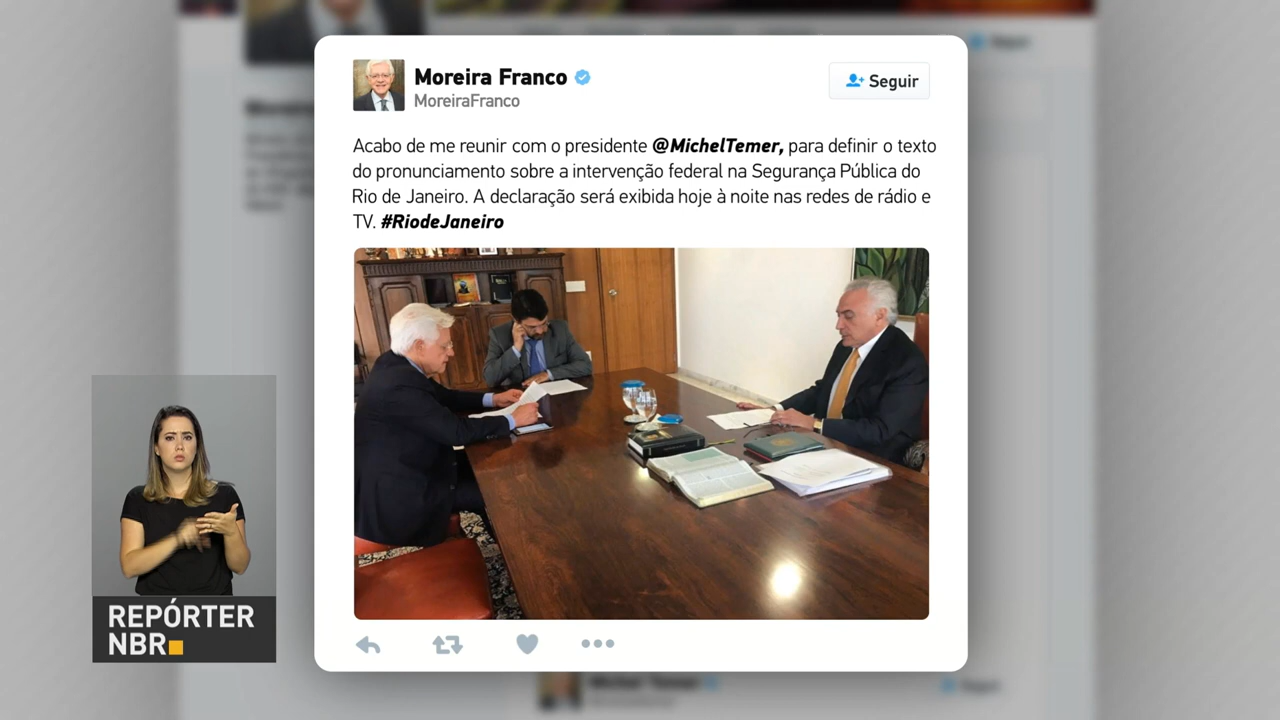 Moreira Franco
MoreiraFranco
Seguir
Acabo de me reunir com o presidente @MichelTemer, para definir o texto
do pronunciamento sobre a intervenção federal na Segurança Pública do
Rio de Janeiro. A declaração será exibida hoje à noite nas redes de rádio e
TV. #RiodeJaneiro
REPÓRTER
NBR